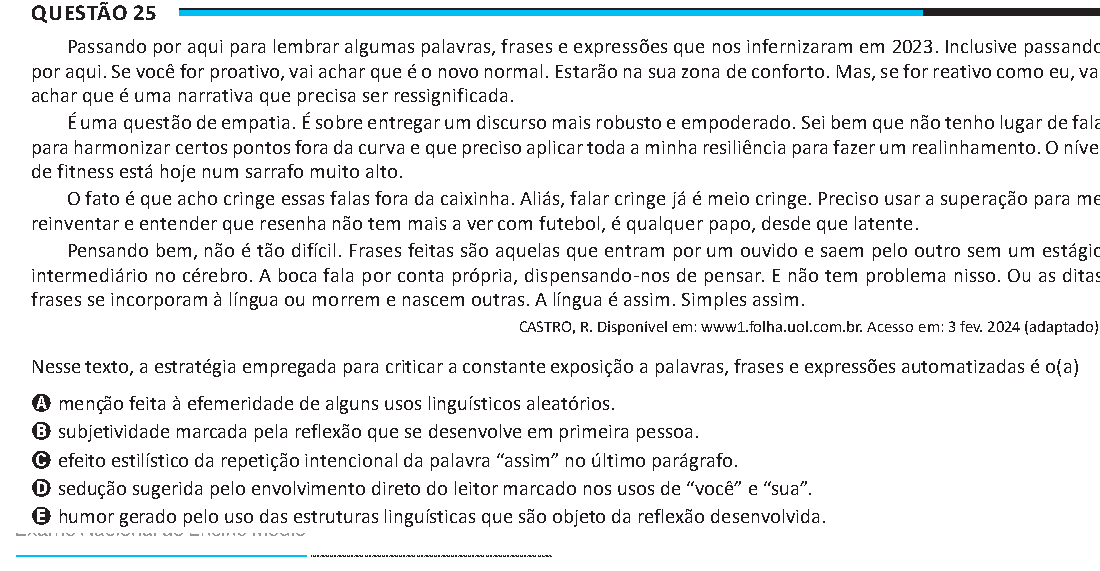 QUESTÃO 25
Passando por aqui para lembrar algumas palavras, frases e expressões que nos infernizaram em 2023. Inclusive passando
por aqui. Se você for proativo, vai achar que é o novo normal. Estarão na sua zona de conforto. Mas, se for reativo como eu, va
achar que é uma narrativa que precisa ser ressignificada.
É uma questão de empatia. É sobre entregar um discurso mais robusto e empoderado. Sei bem que não tenho lugar de fala
para harmonizar certos pontos fora da curva e que preciso aplicar toda a minha resiliência para fazer um realinhamento. O níve
de fitness está hoje num sarrafo muito alto.
O fato é que acho cringe essas falas fora da caixinha. Aliás, falar cringe já é meio cringe. Preciso usar a superação para me
reinventar e entender que resenha não tem mais a ver com futebol, é qualquer papo, desde que latente.
Pensando bem, não é tão difícil. Frases feitas são aquelas que entram por um ouvido e saem pelo outro sem um estágio
intermediário no cérebro. A boca fala por conta própria, dispensando-nos de pensar. E não tem problema nisso. Ou as ditas
frases se incorporam à língua ou morrem e nascem outras. A língua é assim. Simples assim.
CASTRO, R. Disponível em: www1.folha.uol.com.br. Acesso em: 3 fev. 2024 (adaptado)
Nesse texto, a estratégia empregada para criticar a constante exposição a palavras, frases e expressões automatizadas é o(a)
A menção feita à efemeridade de alguns usos linguísticos aleatórios.
B subjetividade marcada pela reflexão que se desenvolve em primeira pessoa.
C efeito estilístico da repetição intencional da palavra “assim” no último parágrafo.
D sedução sugerida pelo envolvimento direto do leitor marcado nos usos de “você” e “sua”.
E humor gerado pelo uso das estruturas linguísticas que são objeto da reflexão desenvolvida.
Exame Nacional do Ensino Médio